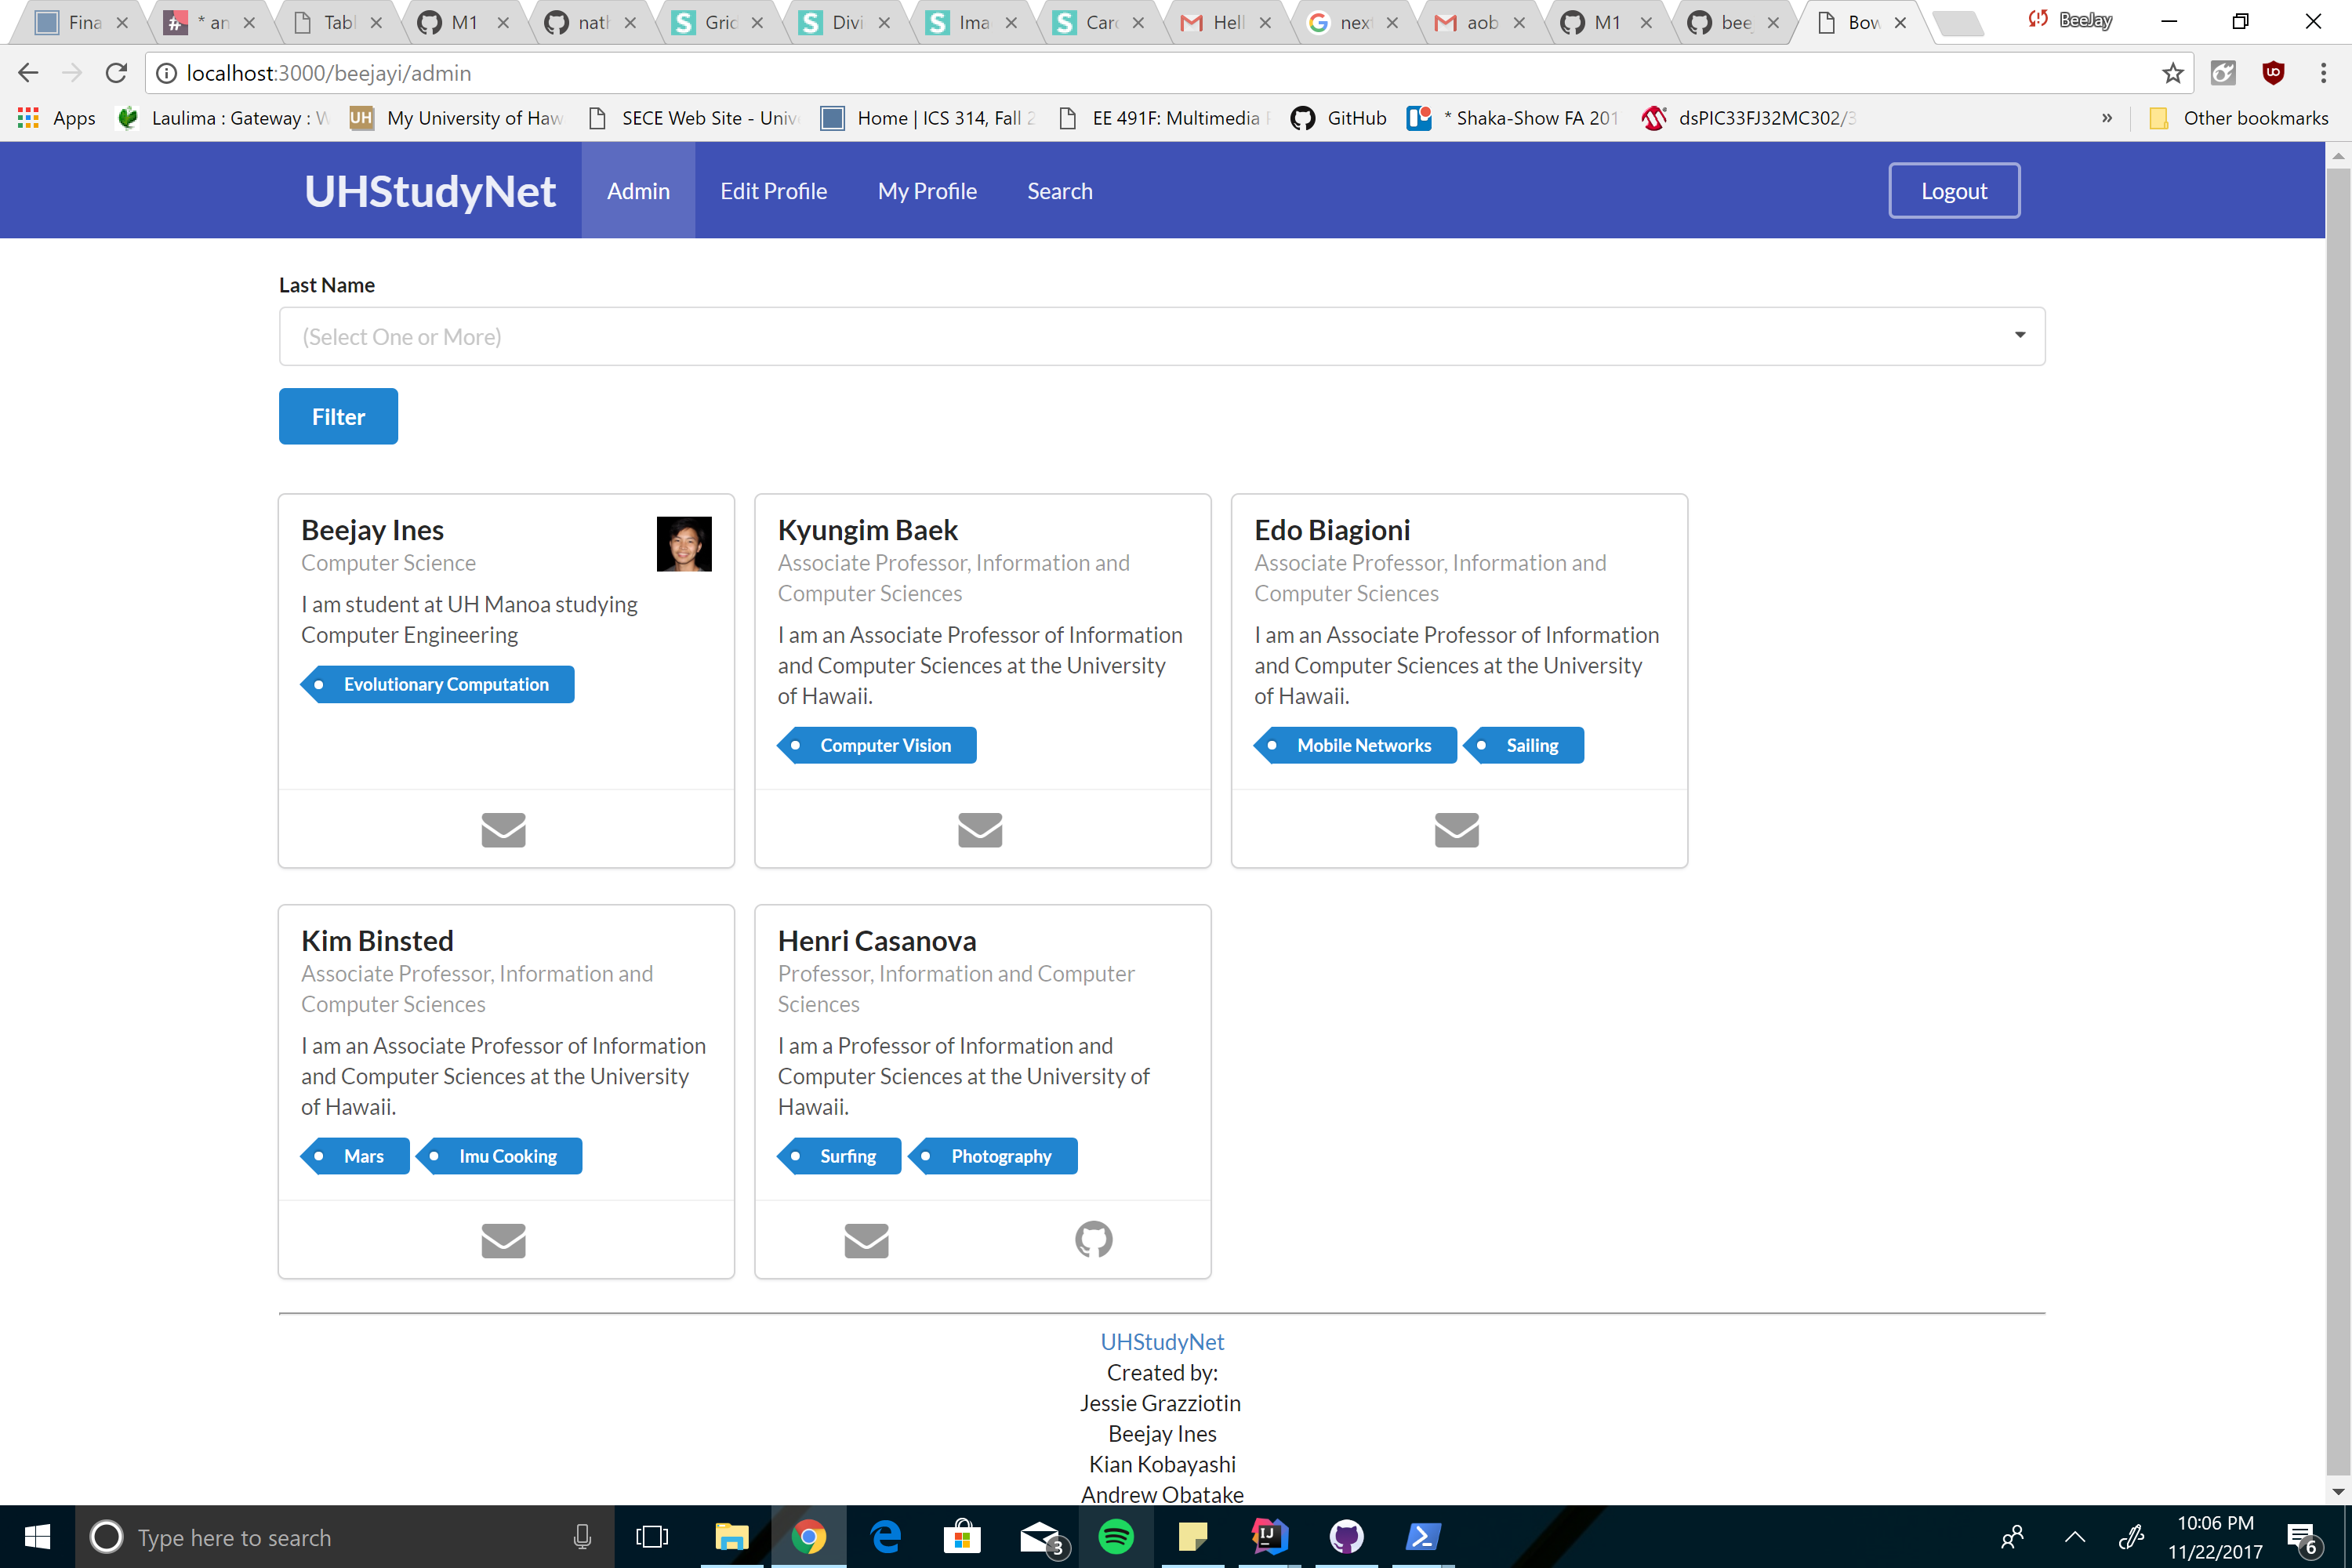 Fina
* an
Tabl
M1
nath
Grid
Divi
Ima
Card
Hell
next
aob
M1
beej
Bow
BeeJay
localhost:3000/beejayi/admin
Apps
Laulima : Gateway : W
UH
My University of Haw
SECE Web Site - Univ
Home | ICS 314, Fall 2
EE 491F: Multimedia
GitHub
* Shaka-Show FA 201
dsPIC33FJ32MC302/3
»
Other bookmarks
UHStudyNet
Admin
Edit Profile
My Profile
Search
Logout
Last Name
(Select One or More)
Filter
Beejay Ines
Computer Science
I am student at UH Manoa studying
Computer Engineering
Evolutionary Computation
Kyungim Baek
Associate Professor, Information and
Computer Sciences
I am an Associate Professor of Information
and Computer Sciences at the University
of Hawaii.
Computer Vision
Edo Biagioni
Associate Professor, Information and
Computer Sciences
I am an Associate Professor of Information
and Computer Sciences at the University
of Hawaii.
Mobile Networks
Sailing
Kim Binsted
Associate Professor, Information and
Computer Sciences
I am an Associate Professor of Information
and Computer Sciences at the University
of Hawaii.
Mars
Imu Cooking
Henri Casanova
Professor, Information and Computer
Sciences
I am a Professor of Information and
Computer Sciences at the University of
Hawaii.
Surfing
Photography
UHStudyNet
Created by:
Jessie Grazziotin
Beejay Ines
Kian Kobayashi
Andrew Obatake
Type here to search
3
IJ
10:06 PM
11/22/2017
6